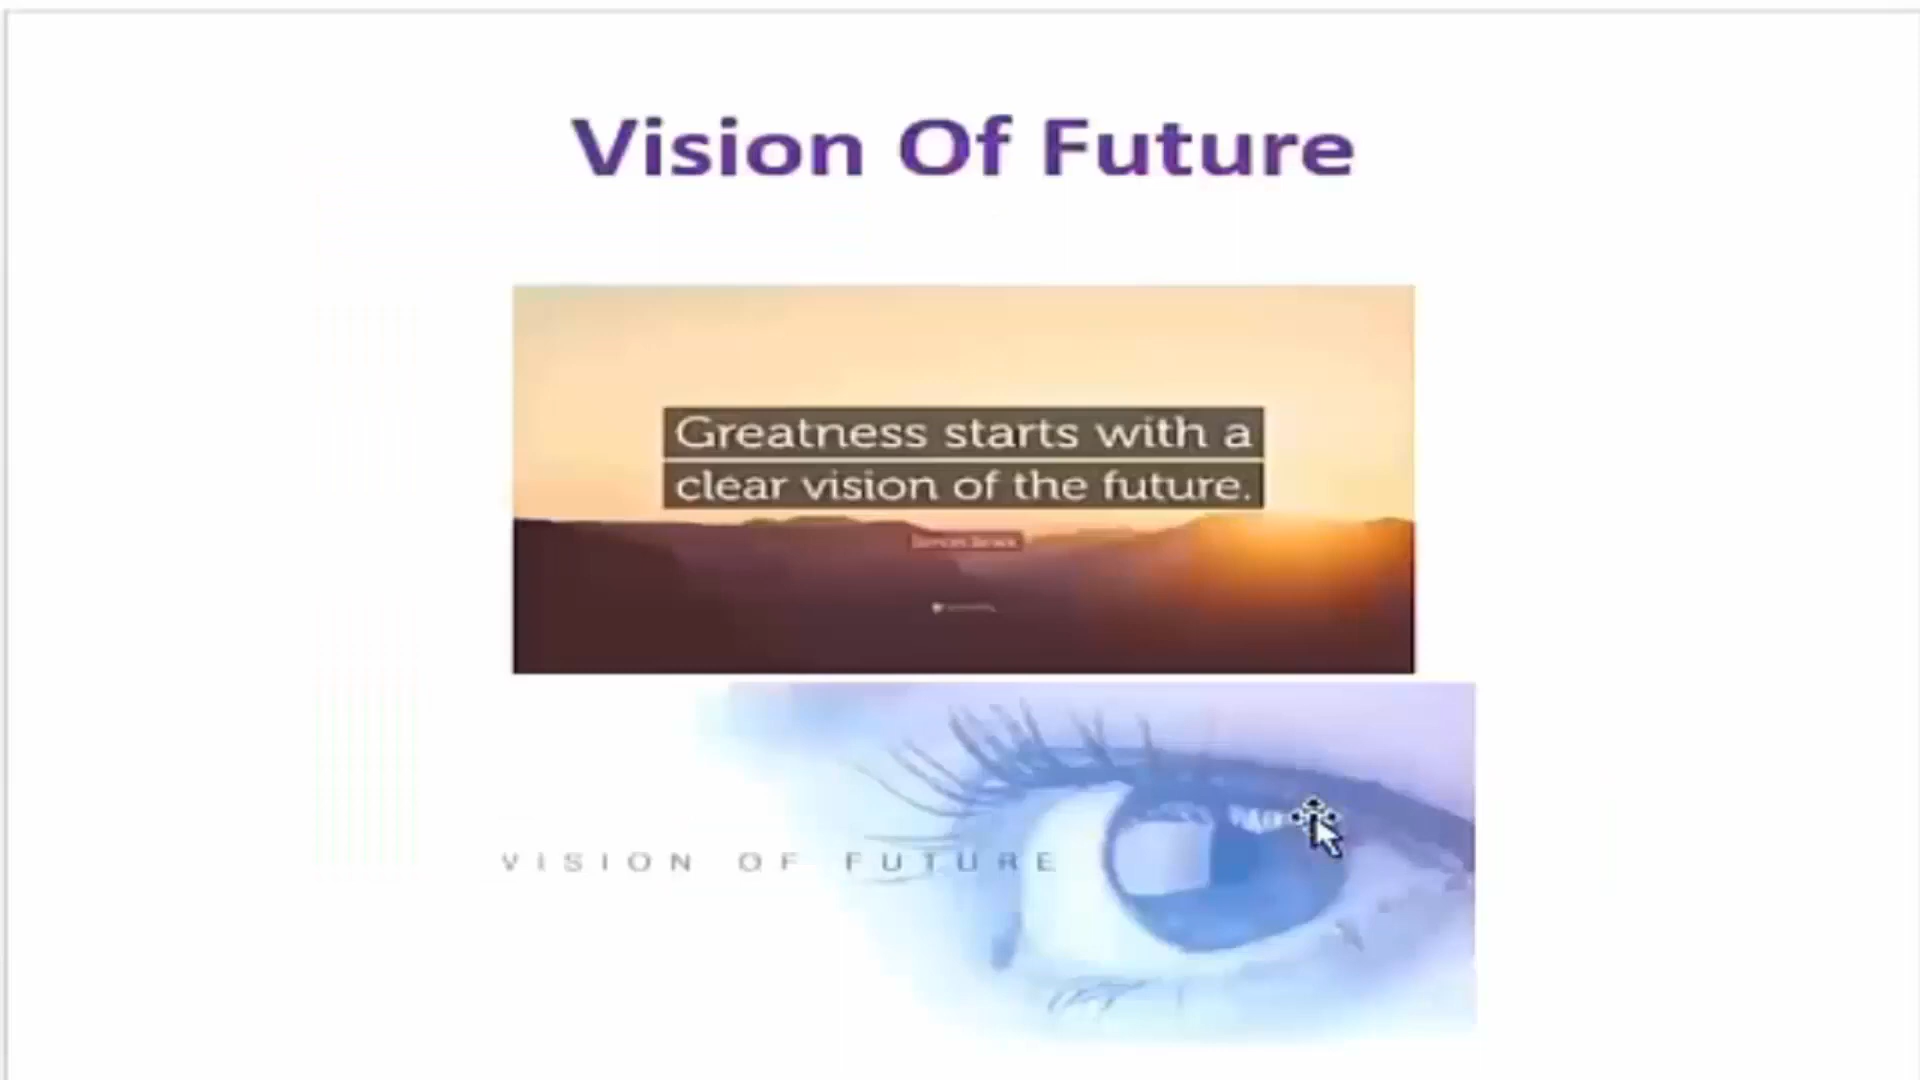 Vision Of Future
Greatness starts with a
clear vision of the future.
VISION OF FUTURE